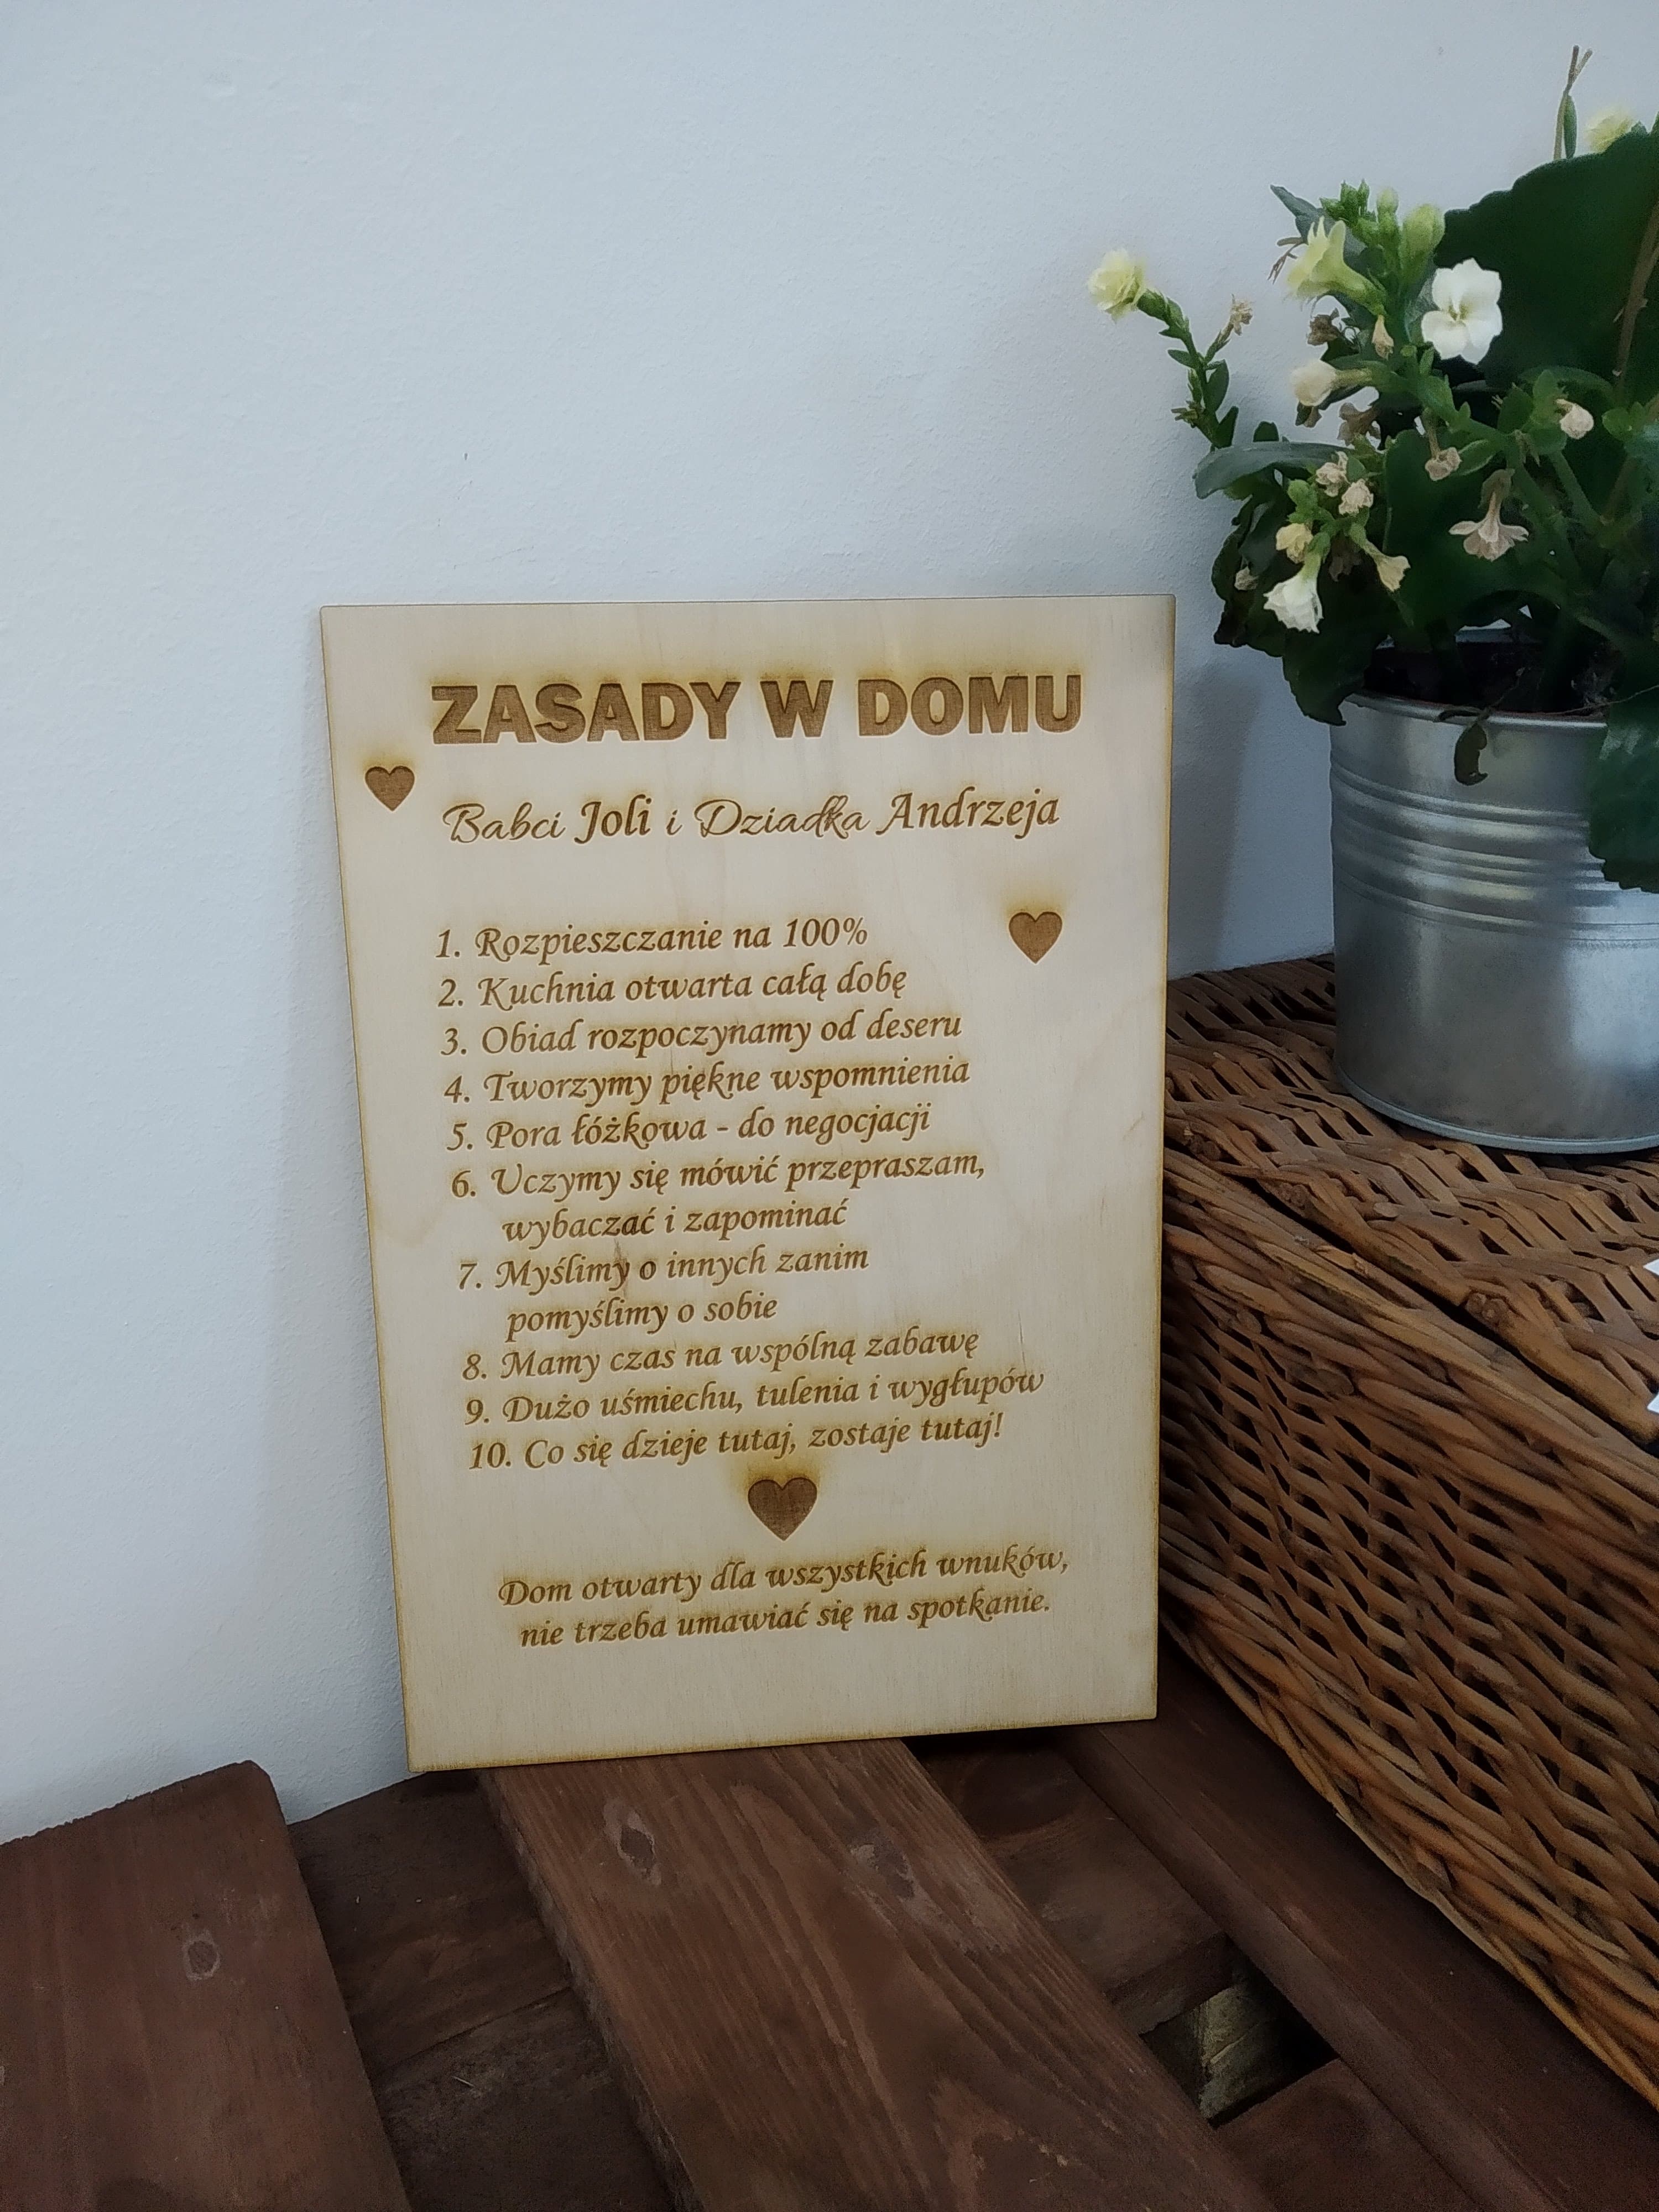 ZASADY W DOMU
Babci Joli i Dziadka Andrzeja
1. Rozpieszczanie na 100%
2. Kuchnia otwarta całą dobę
3. Obiad rozpoczynamy od deseru
4. Tworzymy piękne wspomnienia
5. Pora łóżkowa - do negocjacji
6. Uczymy się mówić przepraszam,
wybaczać i zapominać
7. Myślimy o innych zanim
pomyślimy o sobie
8. Mamy czas na wspólną zabawę
9. Dużo uśmiechu, tulenia i wygłupów
10. Co się dzieje tutaj, zostaje tutaj!
Dom otwarty dla wszystkich wnuków,
nie trzeba umawiać się na spotkanie.